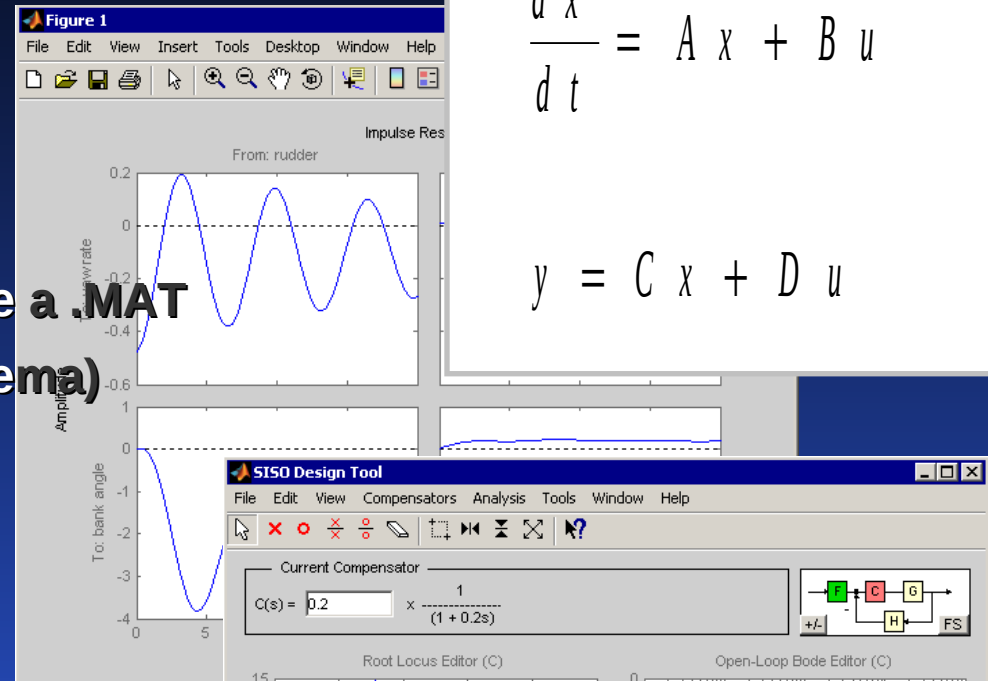 Figure 1
File Edit View Insert Tools Desktop Window Help
d x
= A x + B u
d t
y = C x + D u
Impulse Res
From: rudder
0.2
0
-0.2
-0.4
-0.6
e a .MAT
ema)
Amplitude
1
0
-1
-2
-3
-4
To: bank angle
0
5
SISO Design Tool
File Edit View Compensators Analysis Tools Window Help
Current Compensator
C(s) = 0.2 x 1
(1 + 0.2s)
F
C
G
H
+/-
FS
Root Locus Editor (C)
Open-Loop Bode Editor (C)
15
0